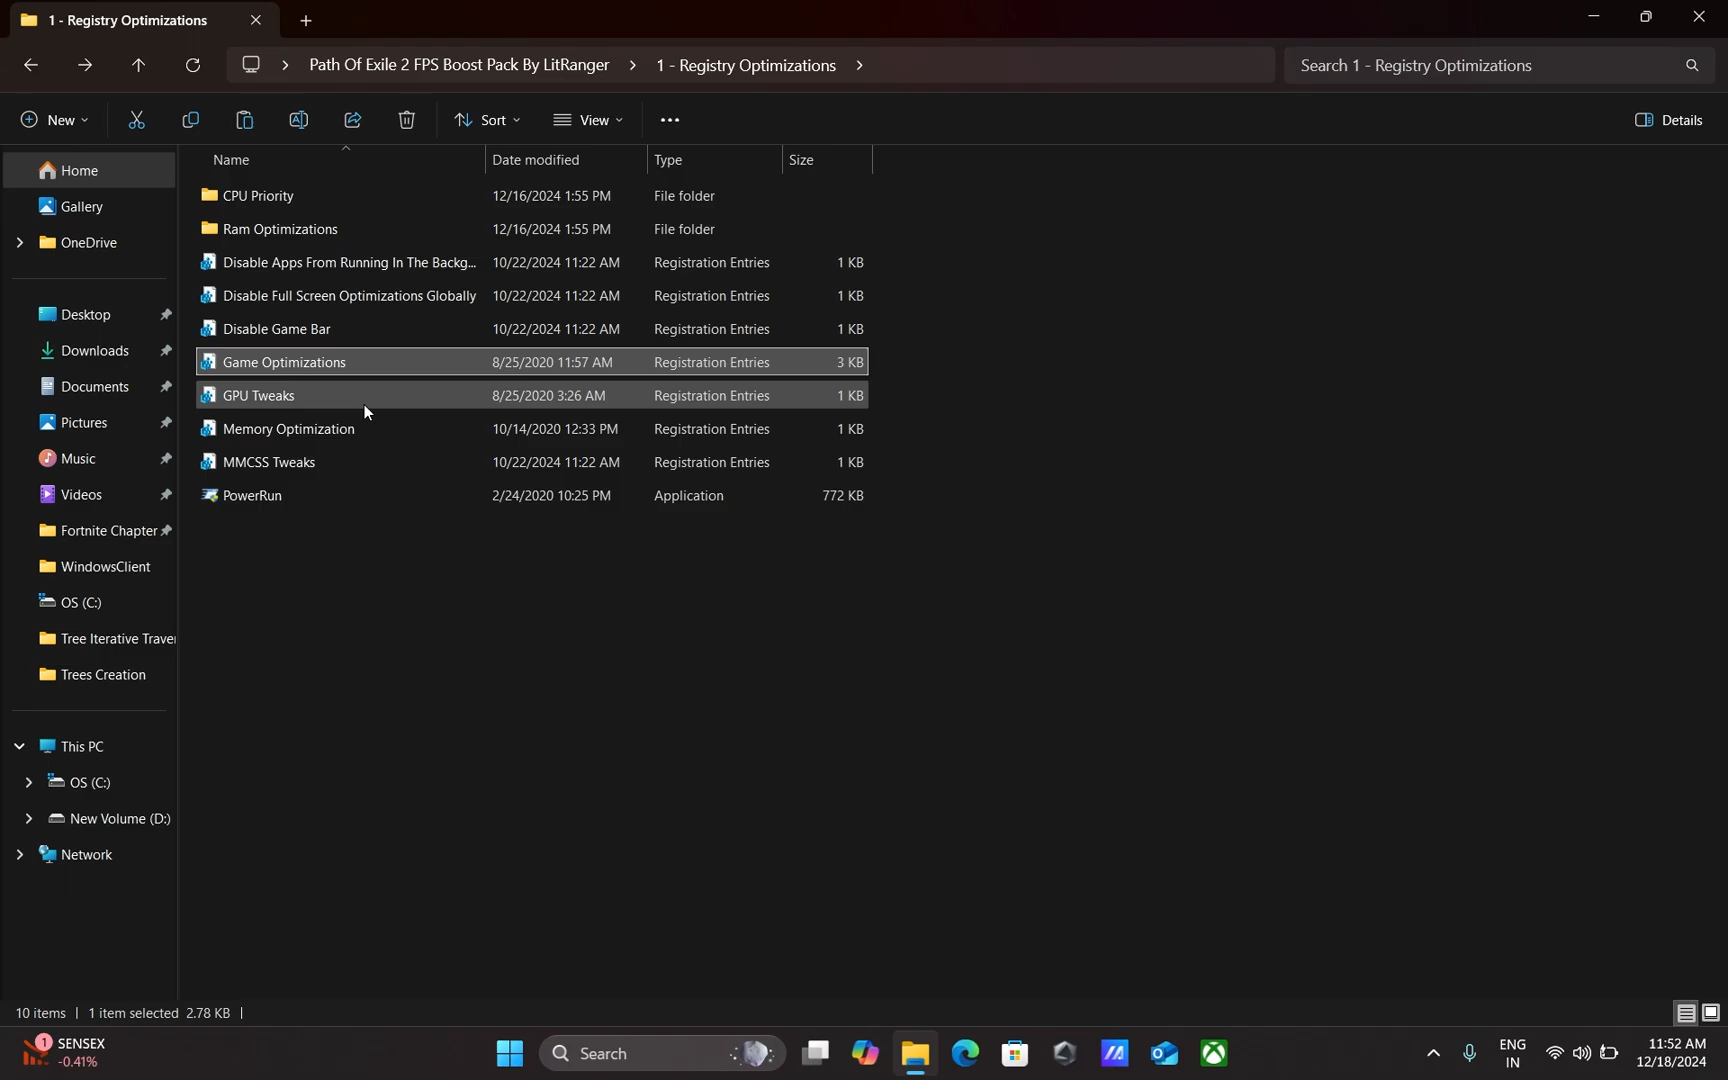 1 - Registry Optimizations
Path Of Exile 2 FPS Boost Pack By LitRanger
1 - Registry Optimizations
Search 1 - Registry Optimizations
New
Sort
View
Details
Home
Gallery
OneDrive
Desktop
Downloads
Documents
Pictures
Music
Videos
Fortnite Chapter
WindowsClient
OS (C:)
Tree Iterative Traver
Trees Creation
This PC
OS (C:)
New Volume (D:)
Network
Name Date modified Type Size
CPU Priority 12/16/2024 1:55 PM File folder
Ram Optimizations 12/16/2024 1:55 PM File folder
Disable Apps From Running In The Backg... 10/22/2024 11:22 AM Registration Entries 1 KB
Disable Full Screen Optimizations Globally 10/22/2024 11:22 AM Registration Entries 1 KB
Disable Game Bar 10/22/2024 11:22 AM Registration Entries 1 KB
Game Optimizations 8/25/2020 11:57 AM Registration Entries 3 KB
GPU Tweaks 8/25/2020 3:26 AM Registration Entries 1 KB
Memory Optimization 10/14/2020 12:33 PM Registration Entries 1 KB
MMCSS Tweaks 10/22/2024 11:22 AM Registration Entries 1 KB
PowerRun 2/24/2020 10:25 PM Application 772 KB
10 items 1 item selected 2.78 KB
1
SENSEX
-0.41%
Search
ENG
IN
11:52 AM
12/18/2024